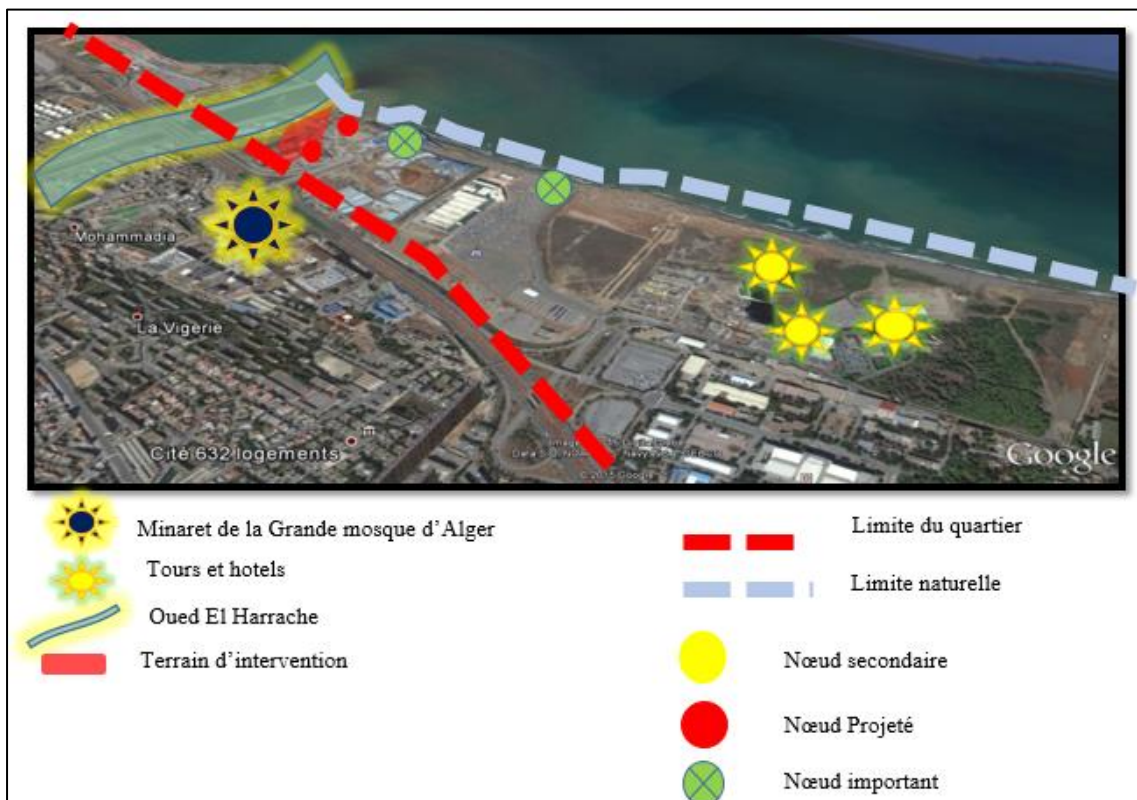 Mohammadia
La Vigerie
Cité 632 logements
Google
Minaret de la Grande mosque d’Alger
Tours et hotels
Oued El Harrache
Terrain d’intervention
Limite du quartier
Limite naturelle
Nœud secondaire
Nœud Projeté
Nœud important